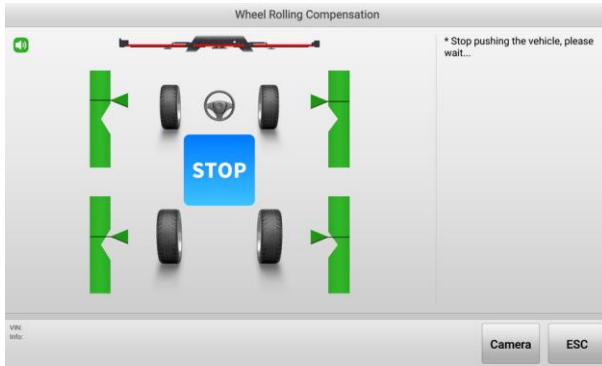 Wheel Rolling Compensation
* Stop pushing the vehicle, please
wait...
STOP
VIN:
Info:
Camera
ESC